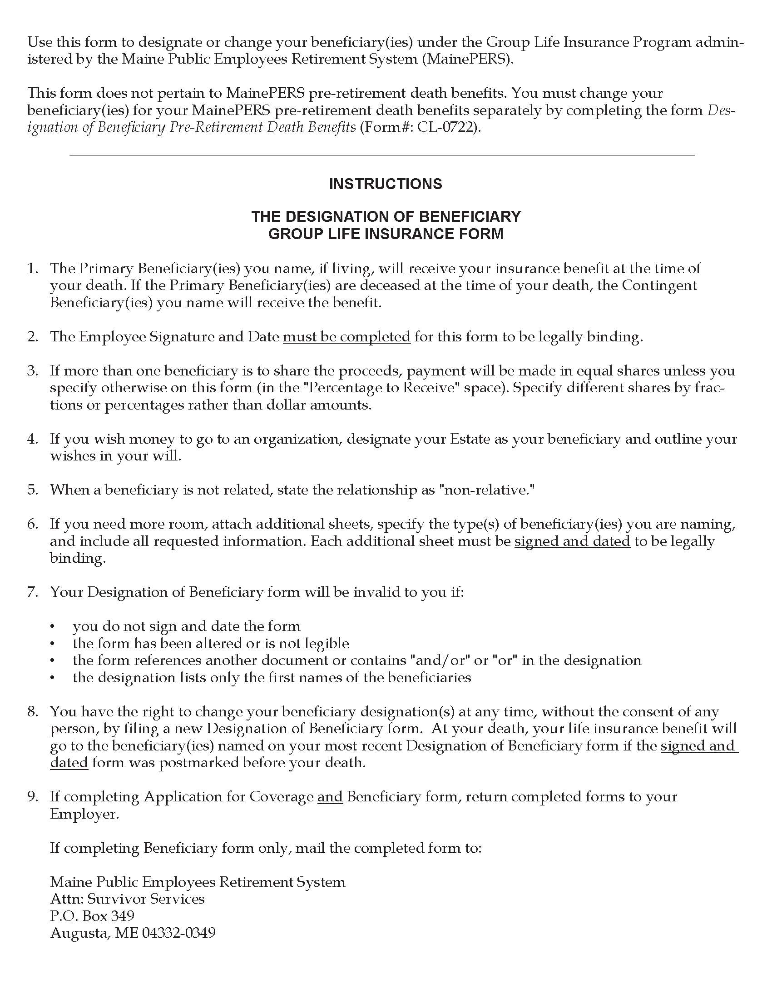 Use this form to designate or change your beneficiary(ies) under the Group Life Insurance Program admin-
istered by the Maine Public Employees Retirement System (MainePERS).
This form does not pertain to MainePERS pre-retirement death benefits. You must change your
beneficiary(ies) for your MainePERS pre-retirement death benefits separately by completing the form Des-
ignation of Beneficiary Pre-Retirement Death Benefits (Form#: CL-0722).
INSTRUCTIONS
THE DESIGNATION OF BENEFICIARY
GROUP LIFE INSURANCE FORM
1. The Primary Beneficiary(ies) you name, if living, will receive your insurance benefit at the time of
your death. If the Primary Beneficiary(ies) are deceased at the time of your death, the Contingent
Beneficiary(ies) you name will receive the benefit.
2. The Employee Signature and Date must be completed for this form to be legally binding.
3. If more than one beneficiary is to share the proceeds, payment will be made in equal shares unless you
specify otherwise on this form (in the "Percentage to Receive" space). Specify different shares by frac-
tions or percentages rather than dollar amounts.
4. If you wish money to go to an organization, designate your Estate as your beneficiary and outline your
wishes in your will.
5. When a beneficiary is not related, state the relationship as "non-relative."
6. If you need more room, attach additional sheets, specify the type(s) of beneficiary(ies) you are naming,
and include all requested information. Each additional sheet must be signed and dated to be legally
binding.
7. Your Designation of Beneficiary form will be invalid to you if:
• you do not sign and date the form
• the form has been altered or is not legible
• the form references another document or contains "and/or" or "or" in the designation
• the designation lists only the first names of the beneficiaries
8. You have the right to change your beneficiary designation(s) at any time, without the consent of any
person, by filing a new Designation of Beneficiary form.  At your death, your life insurance benefit will
go to the beneficiary(ies) named on your most recent Designation of Beneficiary form if the signed and
dated form was postmarked before your death.
9. If completing Application for Coverage and Beneficiary form, return completed forms to your
Employer.
If completing Beneficiary form only, mail the completed form to:
Maine Public Employees Retirement System
Attn: Survivor Services
P.O. Box 349
Augusta, ME 04332-0349